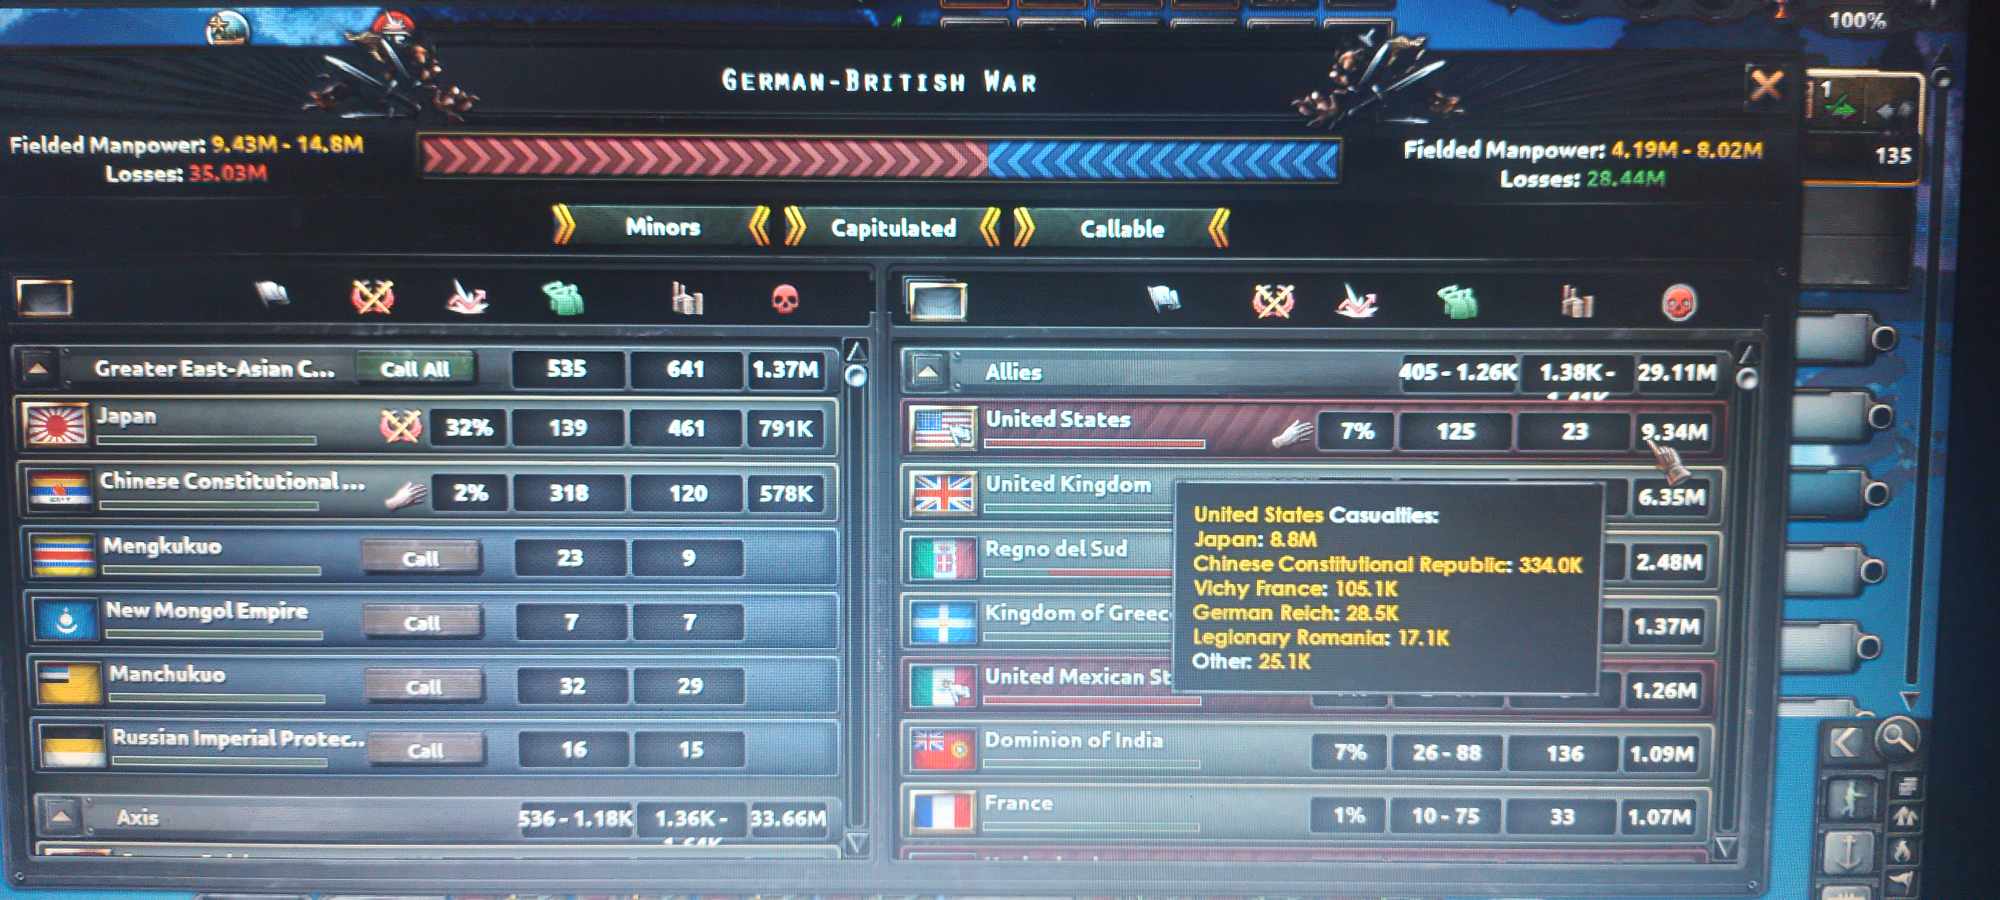 100%
GERMAN-BRITISH WAR
1
135
Fielded Manpower: 9.43M - 14.8M
Losses: 35.03M
Fielded Manpower: 4.19M - 8.02M
Losses: 28.44M
Minors
Capitulated
Callable
Greater East-Asian C... Call All 535 641 1.37M
Japan 32% 139 461 791K
Chinese Constitutional ... 2% 318 120 578K
Mengkukuo Call 23 9
New Mongol Empire Call 7 7
Manchukuo Call 32 29
Russian Imperial Protec.. Call 16 15
Axis 536 - 1.18K 1.36K - 33.66M
Allies 405 - 1.26K 1.38K - 29.11M
United States 7% 125 23 9.34M
United Kingdom 6.35M
Regno del Sud 2.48M
Kingdom of Greec 1.37M
United Mexican St 1.26M
Dominion of India 7% 26 - 88 136 1.09M
France 1% 10 - 75 33 1.07M
United States Casualties:
Japan: 8.8M
Chinese Constitutional Republic: 334.0K
Vichy France: 105.1K
German Reich: 28.5K
Legionary Romania: 17.1K
Other: 25.1K